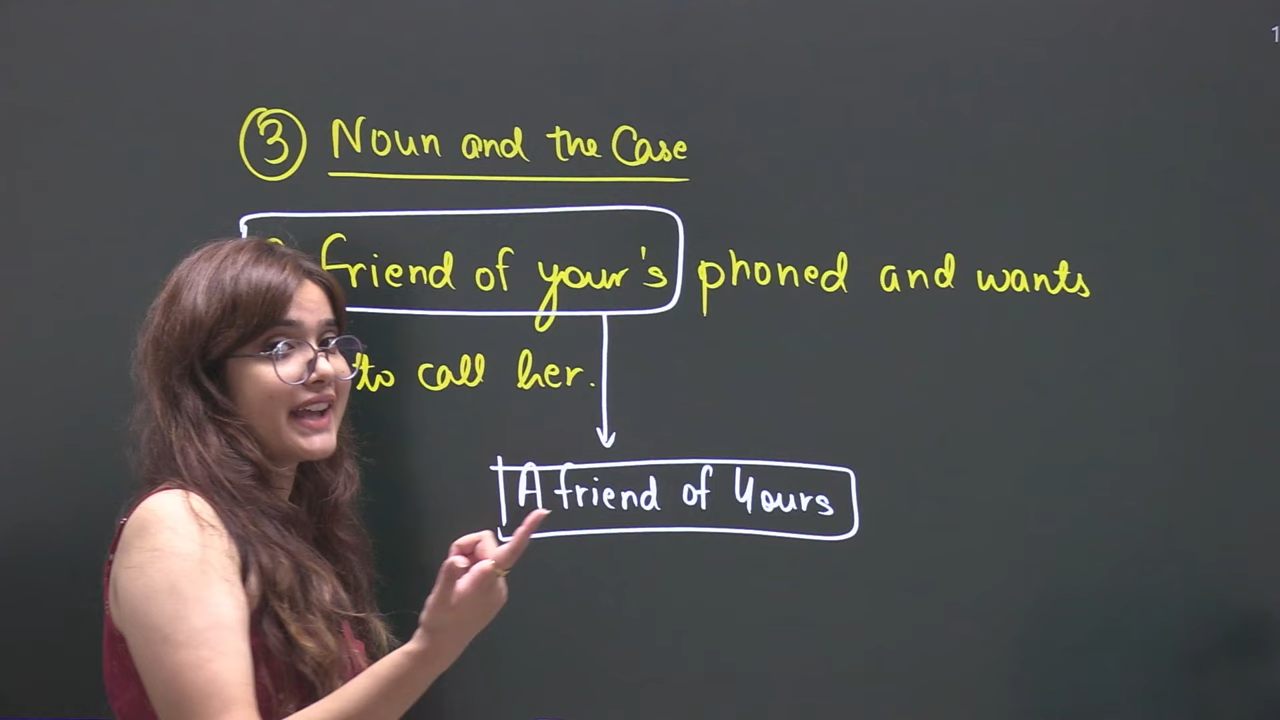 ③ Noun and the Case
friend of your's phoned and wants
to call her.
A friend of Yours